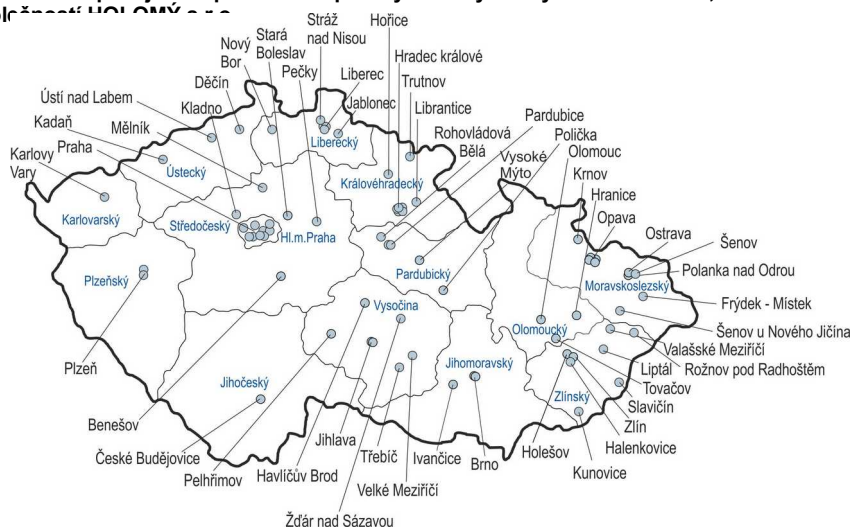 HOLOMÝ s.r.o.
Hořice
Stráž
nad Nisou
Stará
Boleslav
Nový
Bor
Hradec králové
Pečky
Liberec
Trutnov
Děčín
Jablonec
Librantice
Ústí nad Labem
Kladno
Pardubice
Kadaň
Mělník
Rohovládová
Bělá
Polička
Liberecký
Praha
Vysoké
Mýto
Olomouc
Karlovy
Vary
Ústecký
Krnov
Královéhradecký
Hranice
Karlovarský
Opava
Středočeský
Hl.m.Praha
Ostrava
Šenov
Pardubický
Polanka nad Odrou
Plzeňský
Moravskoslezský
Frýdek - Místek
Vysočina
Olomoucký
Šenov u Nového Jičína
Valašské Meziříčí
Plzeň
Jihomoravský
Liptál
Rožnov pod Radhoštěm
Jihočeský
Tovačov
Zlínský
Slavičín
Benešov
Zlín
Jihlava
Halenkovice
České Budějovice
Třebíč
Ivančice
Brno
Holešov
Pelhřimov
Havlíčův Brod
Kunovice
Velké Meziříčí
Žďár nad Sázavou